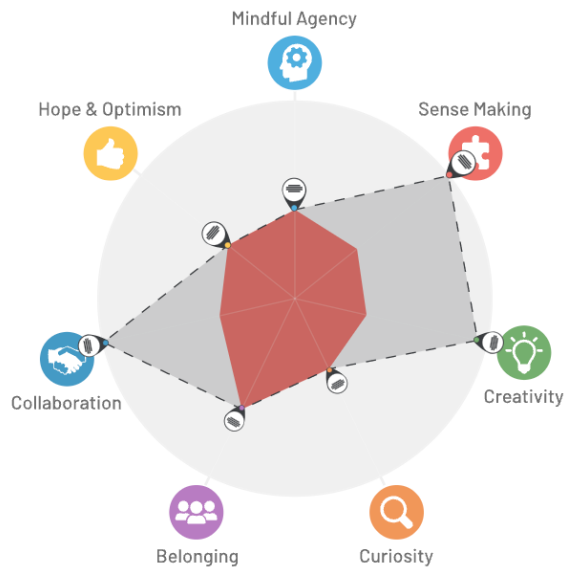 Mindful Agency
Hope & Optimism
Sense Making
Collaboration
Creativity
Belonging
Curiosity